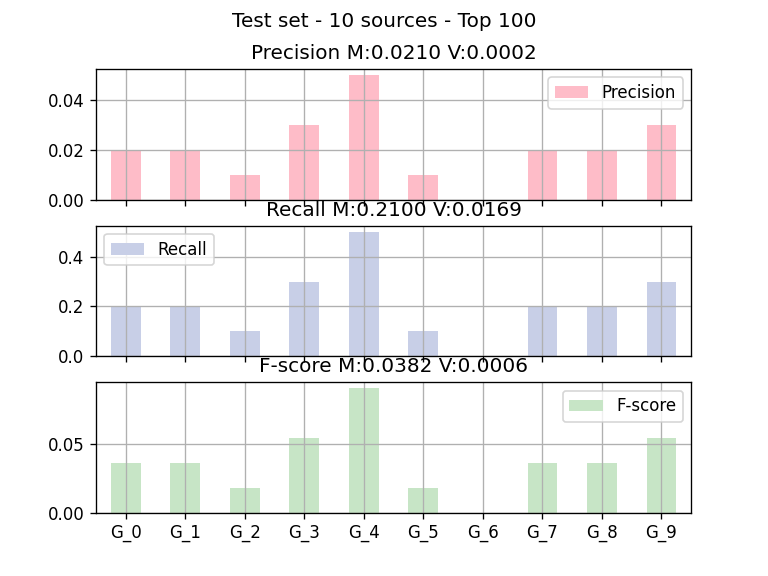 Test set - 10 sources - Top 100
Precision M:0.0210 V:0.0002
Precision
0.04
0.02
0.00
Recall M:0.2100 V:0.0169
Recall
0.4
0.2
0.0
F-score M:0.0382 V:0.0006
F-score
0.05
0.00
G_0 G_1 G_2 G_3 G_4 G_5 G_6 G_7 G_8 G_9